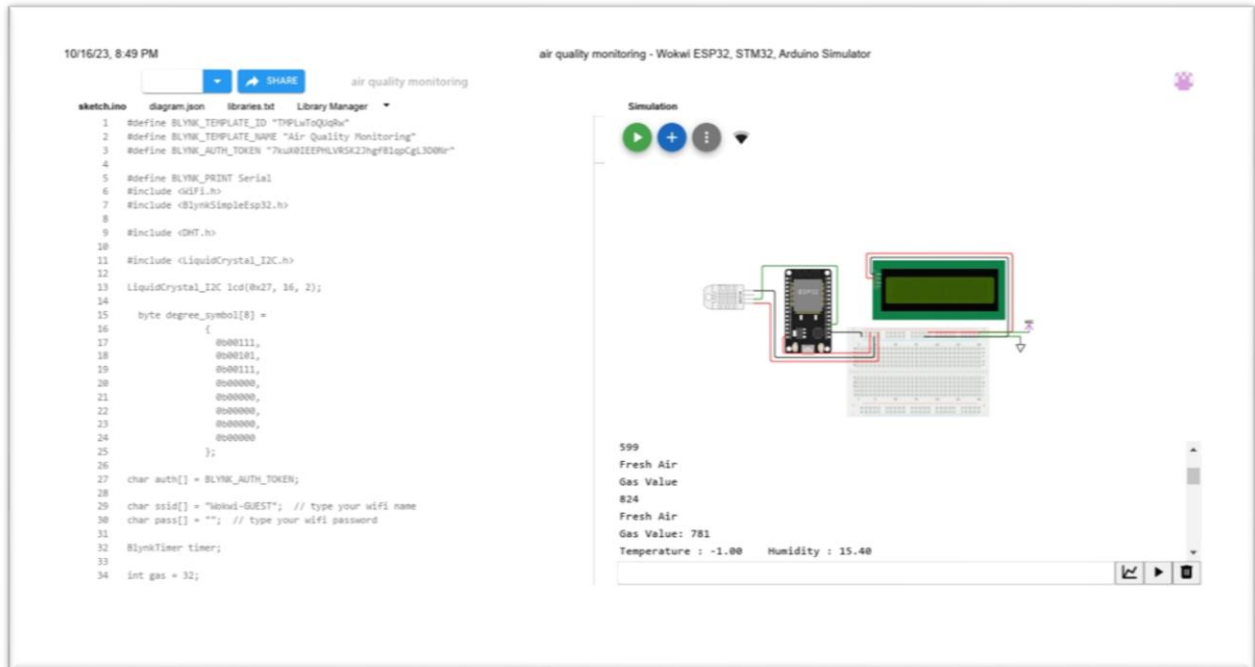 10/16/23, 8:49 PM
air quality monitoring - Wokwi ESP32, STM32, Arduino Simulator
SHARE
air quality monitoring
sketch.ino diagram.json libraries.txt Library Manager
1 #define BLYNK_TEMPLATE_ID "TMPLwToQUqRw"
2 #define BLYNK_TEMPLATE_NAME "Air Quality Monitoring"
3 #define BLYNK_AUTH_TOKEN
4
5 #define BLYNK_PRINT Serial
6 #include <WiFi.h>
7 #include <BlynkSimpleEsp32.h>
8
9 #include <DHT.h>
10
11 #include <LiquidCrystal_I2C.h>
12
13 LiquidCrystal_I2C lcd(0x27, 16, 2);
14
15 byte degree_symbol[8] =
16 {
17 0b00111,
18 0b00101,
19 0b00111,
20 0b00000,
21 0b00000,
22 0b00000,
23 0b00000,
24 0b00000
25 };
26
27 char auth[] = BLYNK_AUTH_TOKEN;
28
29 char ssid[] = "Wokwi-GUEST"; // type your wifi name
30 char pass[] = ""; // type your wifi password
31
32 BlynkTimer timer;
33
34 int gas = 32;
Simulation
ESP32
599
Fresh Air
Gas Value
824
Fresh Air
Gas Value: 781
Temperature : -1.00 Humidity : 15.40